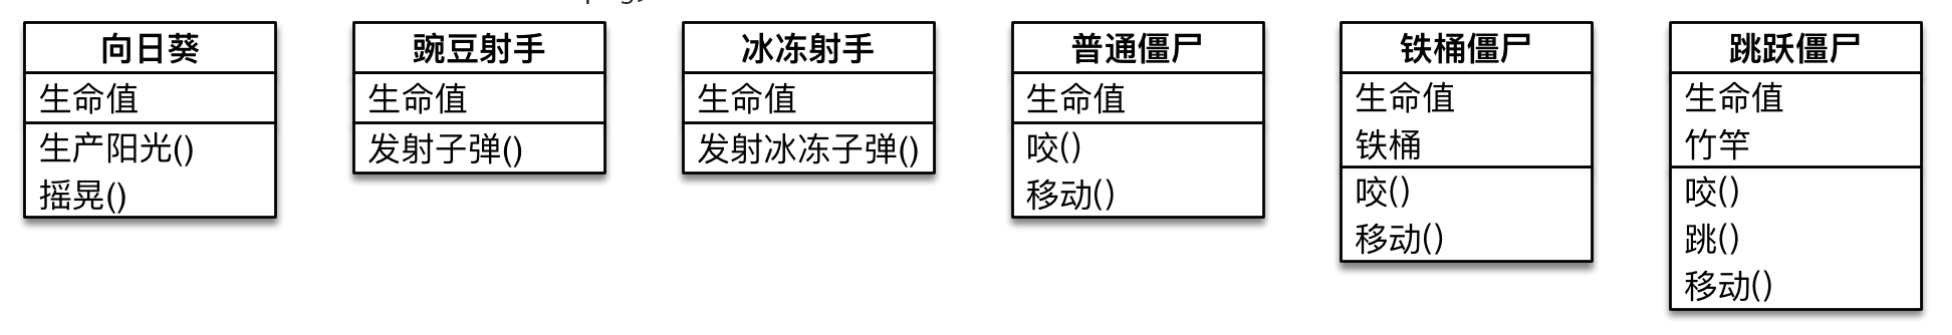 向日葵
生命值
生产阳光()
摇晃()
豌豆射手
生命值
发射子弹()
冰冻射手
生命值
发射冰冻子弹()
普通僵尸
生命值
咬()
移动()
铁桶僵尸
生命值
铁桶
咬()
移动()
跳跃僵尸
生命值
竹竿
咬()
跳()
移动()